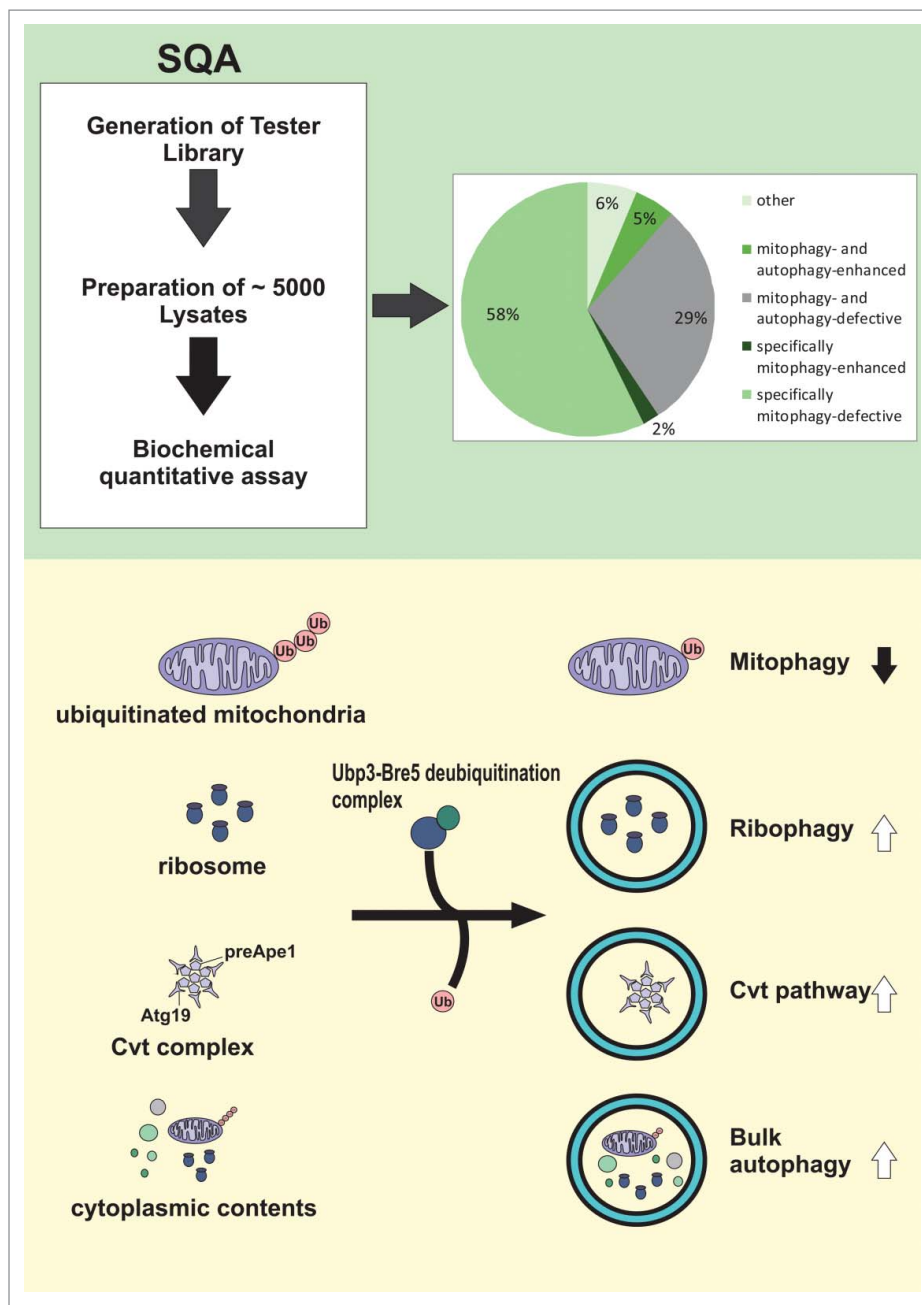 SQA
Generation of Tester
Library
Preparation of ~ 5000
Lysates
Biochemical
quantitative assay
6%
5%
29%
2%
58%
other
mitophagy- and
autophagy-enhanced
mitophagy- and
autophagy-defective
specifically
mitophagy-enhanced
specifically
mitophagy-defective
Ub
Ub
Ub
ubiquitinated mitochondria
Ub
Mitophagy
ribosome
Ubp3-Bre5 deubiquitination
complex
Ub
Ribophagy
preApe1
Atg19
Cvt complex
Cvt pathway
cytoplasmic contents
Bulk
autophagy